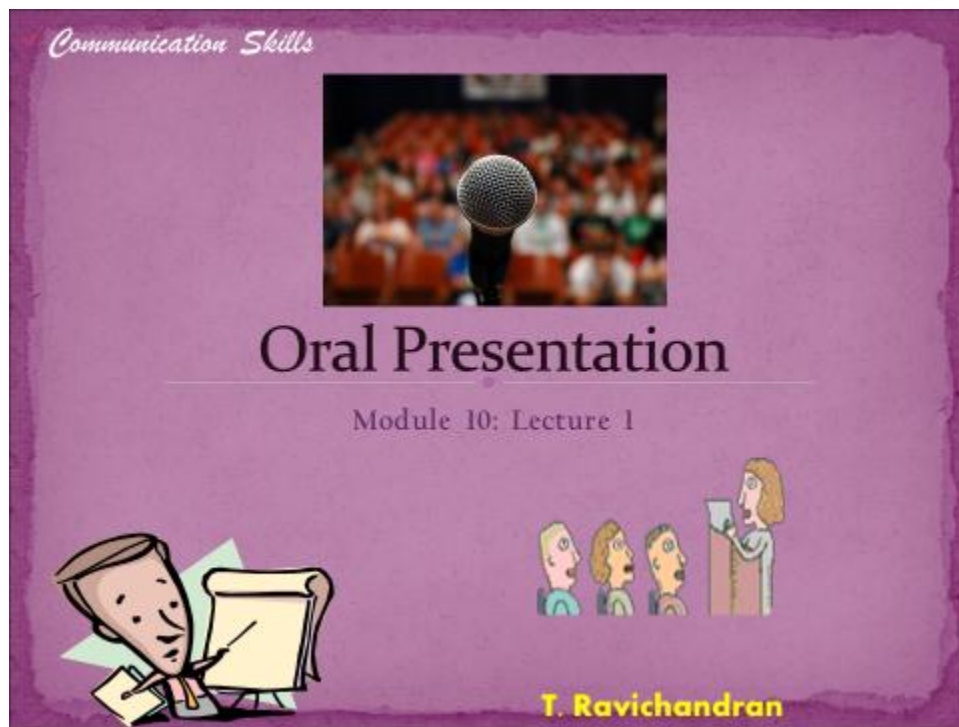 Communication Skills
Oral Presentation
Module 10: Lecture 1
T. Ravichandran